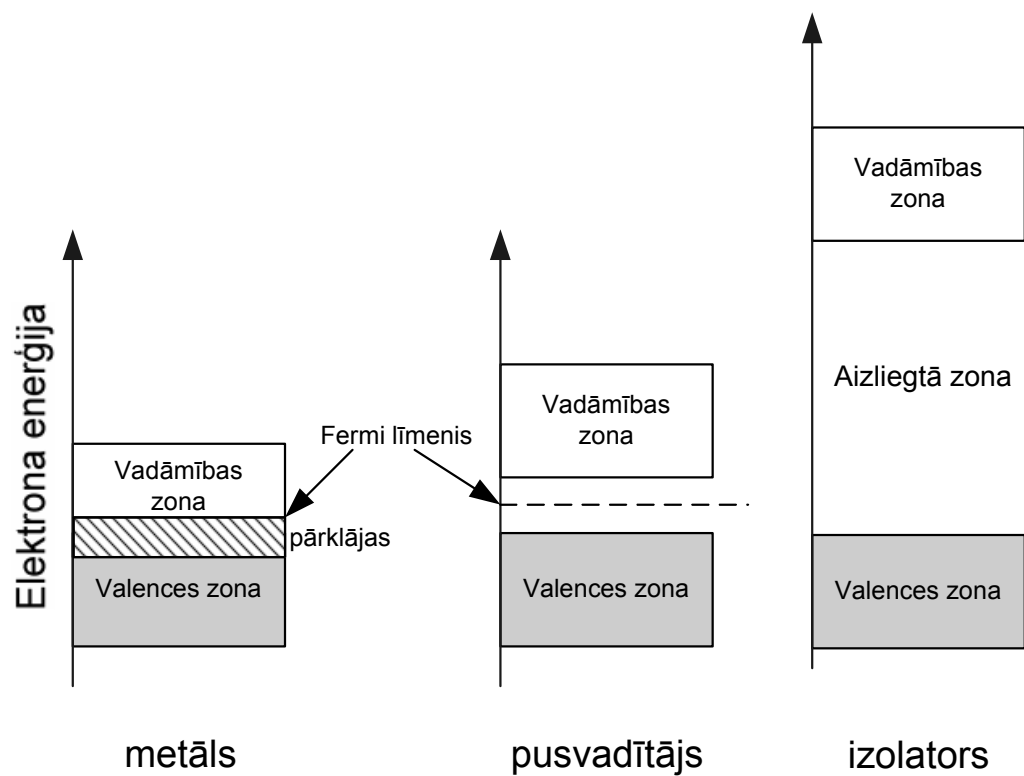 Elektrona enerģija
Vadāmības
zona
pārklājas
Valences zona
metāls
Fermi līmenis
Vadāmības
zona
Valences zona
pusvadītājs
Vadāmības
zona
Aizliegtā zona
Valences zona
izolators